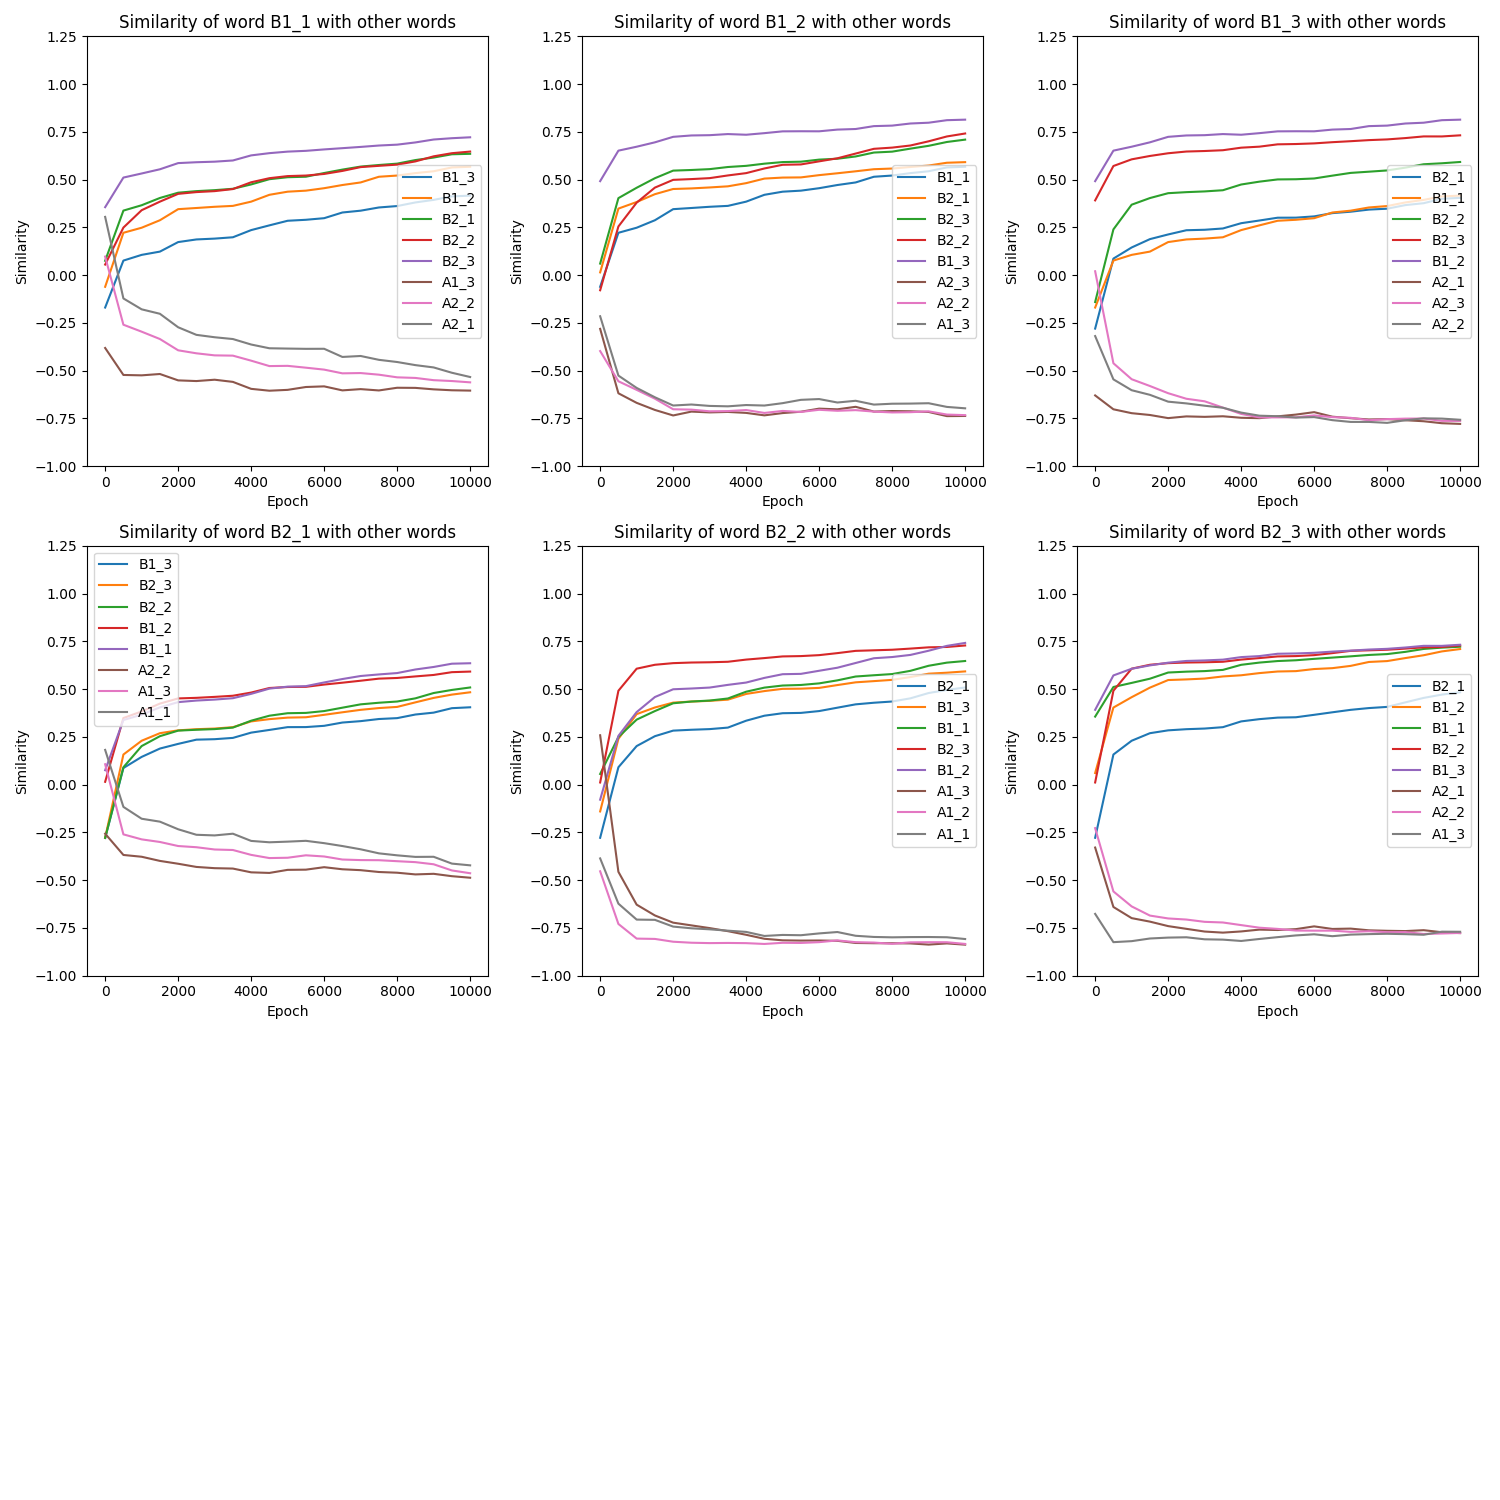 Similarity of word B1_1 with other words
1.25
1.00
0.75
0.50
0.25
0.00
−0.25
−0.50
−0.75
−1.00
Similarity
0 2000 4000 6000 8000 10000
Epoch
B1_3
B1_2
B2_1
B2_2
B2_3
A1_3
A2_2
A2_1
Similarity of word B1_2 with other words
1.25
1.00
0.75
0.50
0.25
0.00
−0.25
−0.50
−0.75
−1.00
Similarity
0 2000 4000 6000 8000 10000
Epoch
B1_1
B2_1
B2_3
B2_2
B1_3
A2_3
A2_2
A1_3
Similarity of word B1_3 with other words
1.25
1.00
0.75
0.50
0.25
0.00
−0.25
−0.50
−0.75
−1.00
Similarity
0 2000 4000 6000 8000 10000
Epoch
B2_1
B1_1
B2_2
B2_3
B1_2
A2_1
A2_3
A2_2
Similarity of word B2_1 with other words
1.25
1.00
0.75
0.50
0.25
0.00
−0.25
−0.50
−0.75
−1.00
Similarity
0 2000 4000 6000 8000 10000
Epoch
B1_3
B2_3
B2_2
B1_2
B1_1
A2_2
A1_3
A1_1
Similarity of word B2_2 with other words
1.25
1.00
0.75
0.50
0.25
0.00
−0.25
−0.50
−0.75
−1.00
Similarity
0 2000 4000 6000 8000 10000
Epoch
B2_1
B1_3
B1_1
B2_3
B1_2
A1_3
A1_2
A1_1
Similarity of word B2_3 with other words
1.25
1.00
0.75
0.50
0.25
0.00
−0.25
−0.50
−0.75
−1.00
Similarity
0 2000 4000 6000 8000 10000
Epoch
B2_1
B1_2
B1_1
B2_2
B1_3
A2_1
A2_2
A1_3